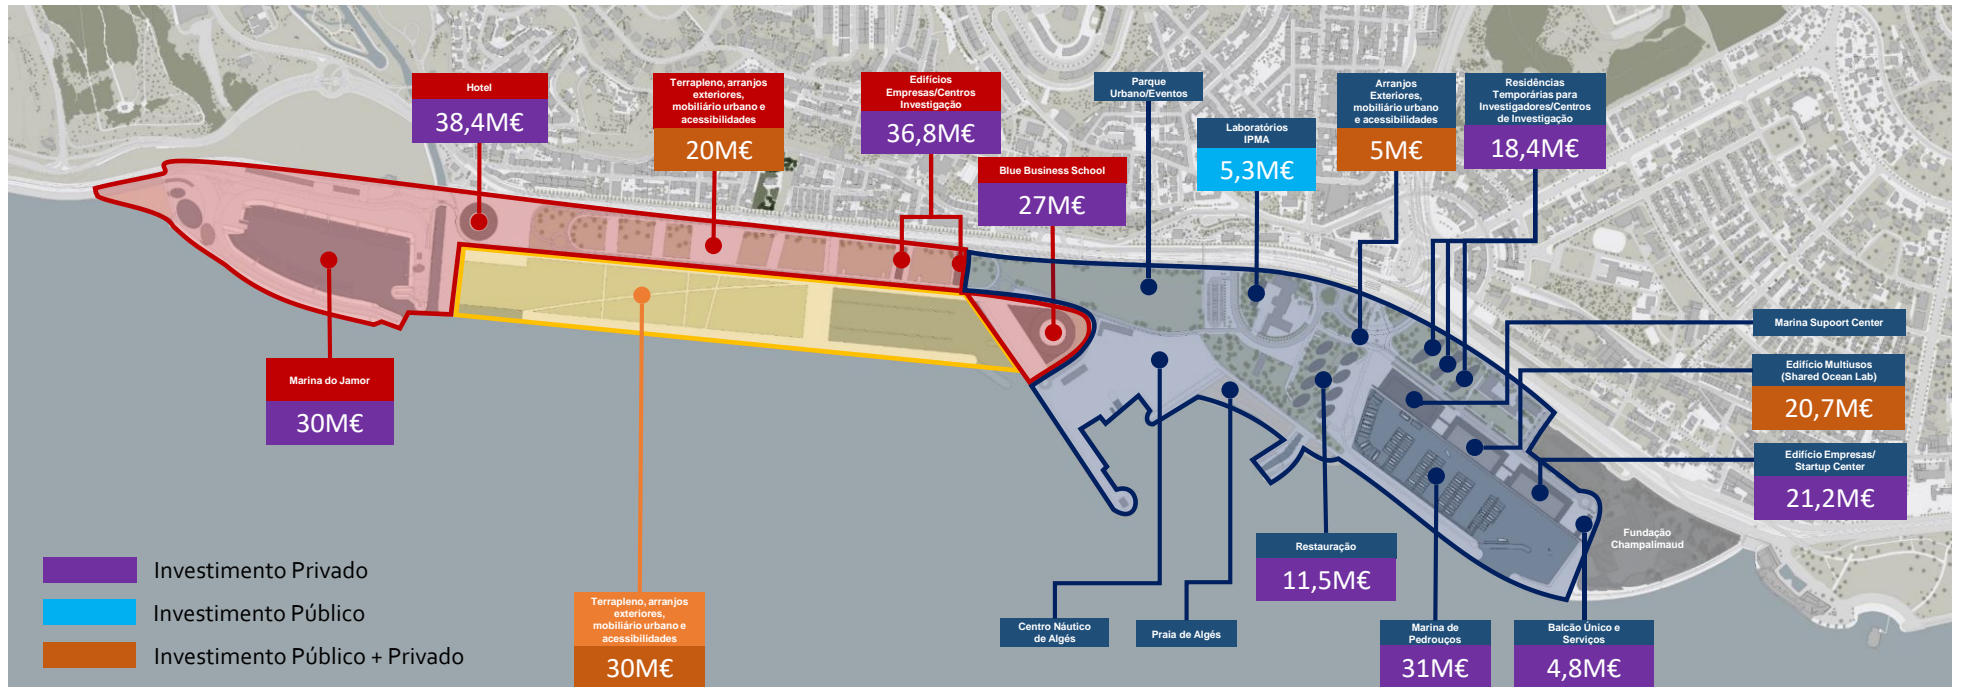 Hotel
38,4M€
Terrapleno, arranjos
exteriores,
mobiliário urbano e
acessibilidades
20M€
Edifícios
Empresas/Centros
Investigação
36,8M€
Blue Business School
27M€
Parque
Urbano/Eventos
Laboratórios
IPMA
5,3M€
Arranjos
Exteriores,
mobiliário urbano
e acessibilidades
5M€
Residências
Temporárias para
Investigadores/Centros
de Investigação
18,4M€
Marina do Jamor
30M€
Marina Supoort Center
Edifício Multiusos
(Shared Ocean Lab)
20,7M€
Edifício Empresas/
Startup Center
21,2M€
Fundação
Champalimaud
Restauração
11,5M€
Investimento Privado
Investimento Público
Investimento Público + Privado
Terrapleno, arranjos
exteriores,
mobiliário urbano e
acessibilidades
30M€
Centro Náutico
de Algés
Praia de Algés
Marina de
Pedrouços
31M€
Balcão Único e
Serviços
4,8M€